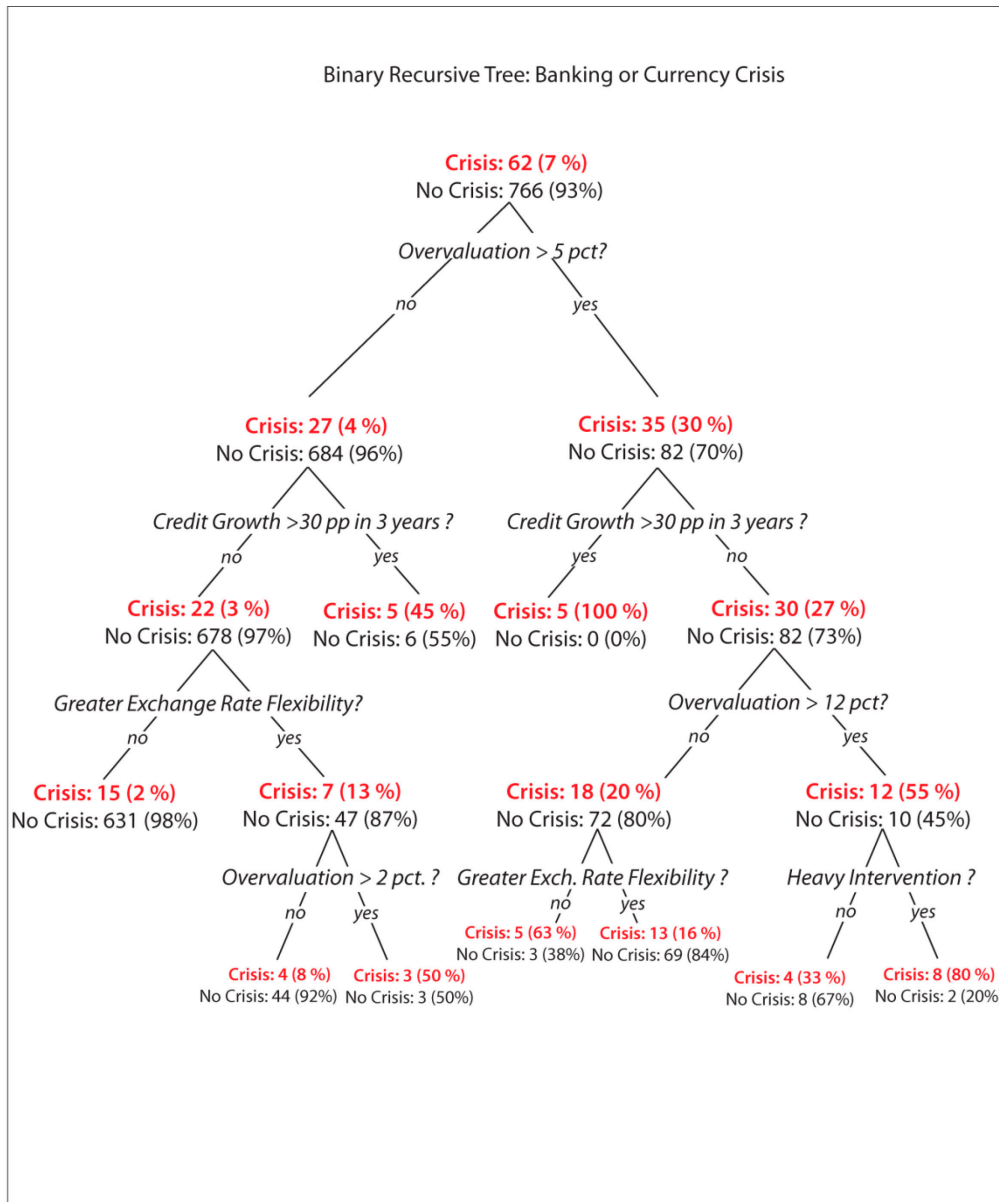 Binary Recursive Tree: Banking or Currency Crisis
Crisis: 62 (7 %)
No Crisis: 766 (93%)
Overvaluation > 5 pct?
no
yes
Crisis: 27 (4 %)
No Crisis: 684 (96%)
Crisis: 35 (30 %)
No Crisis: 82 (70%)
Credit Growth >30 pp in 3 years ?
no
yes
Credit Growth >30 pp in 3 years ?
yes
no
Crisis: 22 (3 %)
No Crisis: 678 (97%)
Crisis: 5 (45 %)
No Crisis: 6 (55%)
Crisis: 5 (100 %)
No Crisis: 0 (0%)
Crisis: 30 (27 %)
No Crisis: 82 (73%)
Greater Exchange Rate Flexibility?
no
yes
Overvaluation > 12 pct?
no
yes
Crisis: 15 (2 %)
No Crisis: 631 (98%)
Crisis: 7 (13 %)
No Crisis: 47 (87%)
Crisis: 18 (20 %)
No Crisis: 72 (80%)
Crisis: 12 (55 %)
No Crisis: 10 (45%)
Overvaluation > 2 pct. ?
no
yes
Greater Exch. Rate Flexibility ?
no
yes
Heavy Intervention ?
no
yes
Crisis: 4 (8 %)
No Crisis: 44 (92%)
Crisis: 3 (50 %)
No Crisis: 3 (50%)
Crisis: 5 (63 %)
No Crisis: 3 (38%)
Crisis: 13 (16 %)
No Crisis: 69 (84%)
Crisis: 4 (33 %)
No Crisis: 8 (67%)
Crisis: 8 (80 %)
No Crisis: 2 (20%